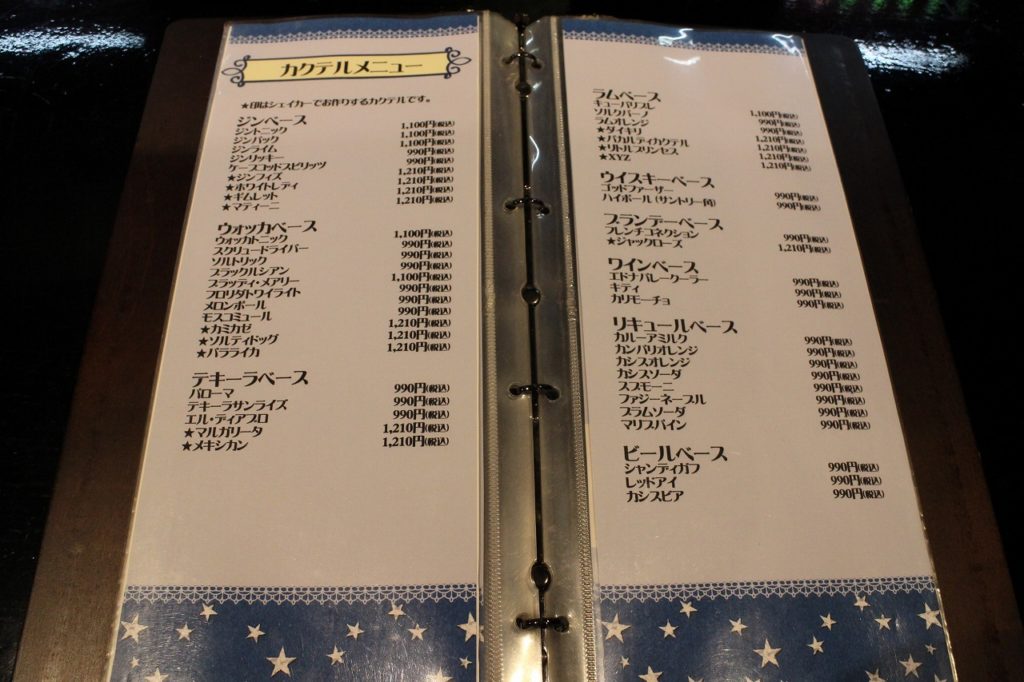 カクテルメニュー
★印はシェイカーでお作りするカクテルです。
ジンベース
ジントニック 1,100円(税込)
ジンバック 1,100円(税込)
ジンライム 1,100円(税込)
ジンリッキー 990円(税込)
ケープコッドスピリッツ 990円(税込)
★ジンフィズ 1,210円(税込)
★ホワイトレディ 1,210円(税込)
★ギムレット 1,210円(税込)
★マティーニ 1,210円(税込)
ウォッカベース
ウォッカトニック 1,100円(税込)
スクリュードライバー 990円(税込)
ソルトリック 990円(税込)
ブラックルシアン 990円(税込)
ブラッディ・メアリー 1,100円(税込)
フロリダトワイライト 990円(税込)
メロンボール 990円(税込)
モスコミュール 990円(税込)
★カミカゼ 1,210円(税込)
★ソルティドッグ 1,210円(税込)
★バラライカ 1,210円(税込)
テキーラベース
パローマ 990円(税込)
テキーラサンライズ 990円(税込)
エル・ディアブロ 990円(税込)
★マルガリータ 1,210円(税込)
★メキシカン 1,210円(税込)
ラムベース
キューバリブレ 1,100円(税込)
ソルクバーノ 990円(税込)
ラムオレンジ 990円(税込)
★ダイキリ 1,210円(税込)
★バカルディカクテル 1,210円(税込)
★リトルプリンセス 1,210円(税込)
★XYZ 1,210円(税込)
ウイスキーベース
ゴッドファーザー 990円(税込)
ハイボール (サントリー角) 990円(税込)
ブランデーベース
フレンチコネクション 990円(税込)
★ジャックローズ 1,210円(税込)
ワインベース
エドナバレークーラー 990円(税込)
キティ 990円(税込)
カリモーチョ 990円(税込)
リキュールベース
カルーアミルク 990円(税込)
カンパリオレンジ 990円(税込)
カシスオレンジ 990円(税込)
カシスソーダ 990円(税込)
スプモーニ 990円(税込)
ファジーネーブル 990円(税込)
プラムソーダ 990円(税込)
マリブパイン 990円(税込)
ビールベース
シャンディガフ 990円(税込)
レッドアイ 990円(税込)
カシスビア 990円(税込)